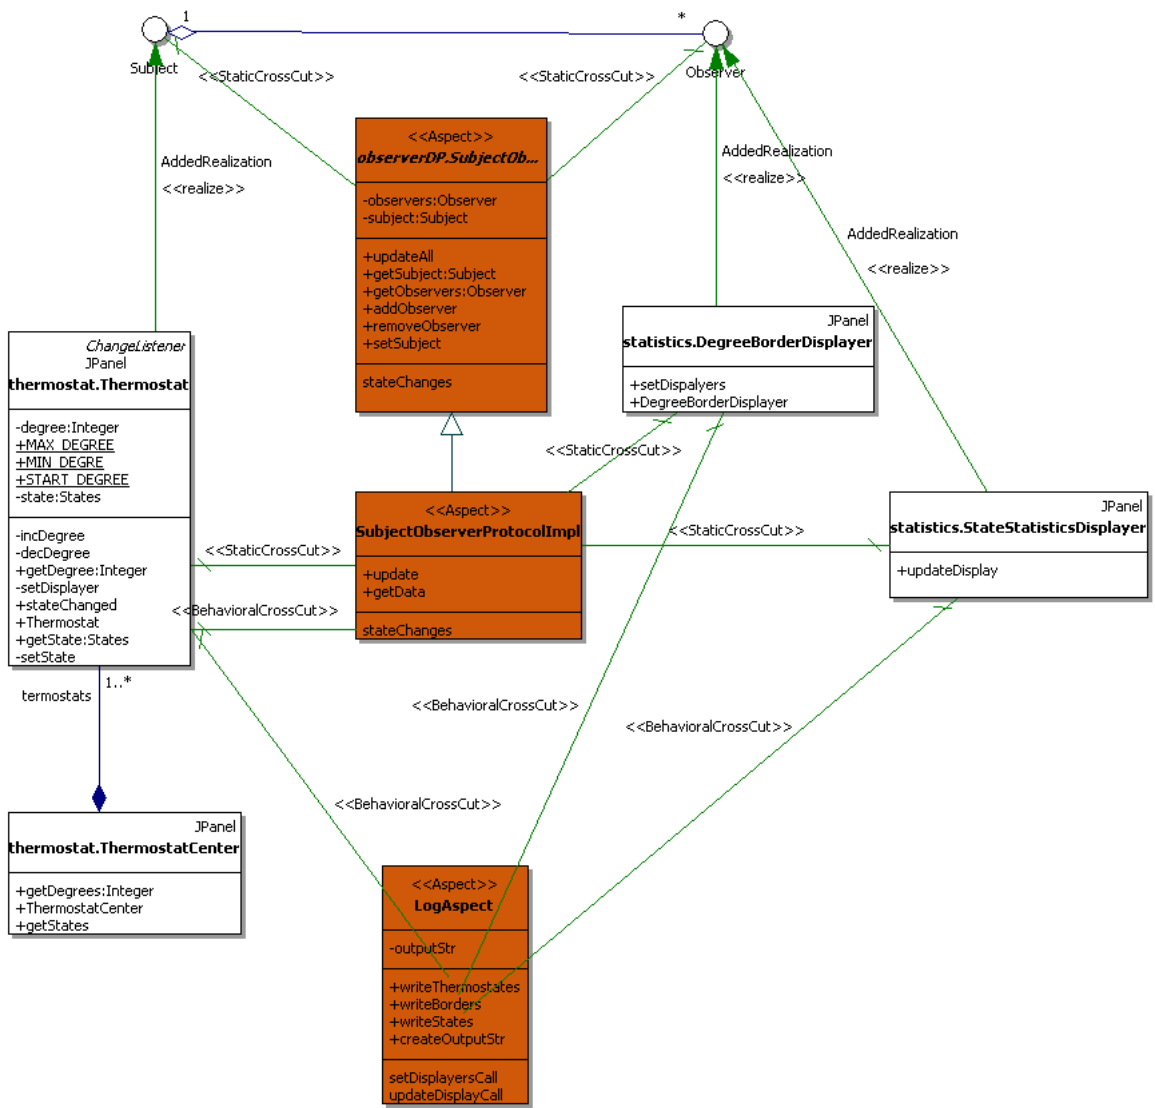 1
*
Subject
Observer
<<StaticCrossCut>>
<<StaticCrossCut>>
<<Aspect>>
observerDP.SubjectOb...
-observers:Observer
-subject:Subject
+updateAll
+getSubject:Subject
+getObservers:Observer
+addObserver
+removeObserver
+setSubject
stateChanges
AddedRealization
<<realize>>
AddedRealization
<<realize>>
AddedRealization
<<realize>>
ChangeListener
JPanel
thermostat.Thermostat
-degree:Integer
+MAX_DEGREE
+MIN_DEGRE
+START_DEGREE
-state:States
-incDegree
-decDegree
+getDegree:Integer
-setDisplayer
+stateChanged
+Thermostat
+getState:States
-setState
JPanel
statistics.DegreeBorderDisplayer
+setDispalyers
+DegreeBorderDisplayer
<<StaticCrossCut>>
<<Aspect>>
SubjectObserverProtocolImpl
+update
+getData
stateChanges
<<StaticCrossCut>>
<<BehavioralCrossCut>>
<<StaticCrossCut>>
JPanel
statistics.StateStatisticsDisplayer
+updateDisplay
1..*
termostats
<<BehavioralCrossCut>>
<<BehavioralCrossCut>>
<<BehavioralCrossCut>>
JPanel
thermostat.ThermostatCenter
+getDegrees:Integer
+ThermostatCenter
+getStates
<<Aspect>>
LogAspect
-outputStr
+writeThermostates
+writeBorders
+writeStates
+createOutputStr
setDisplayersCall
updateDisplayCall